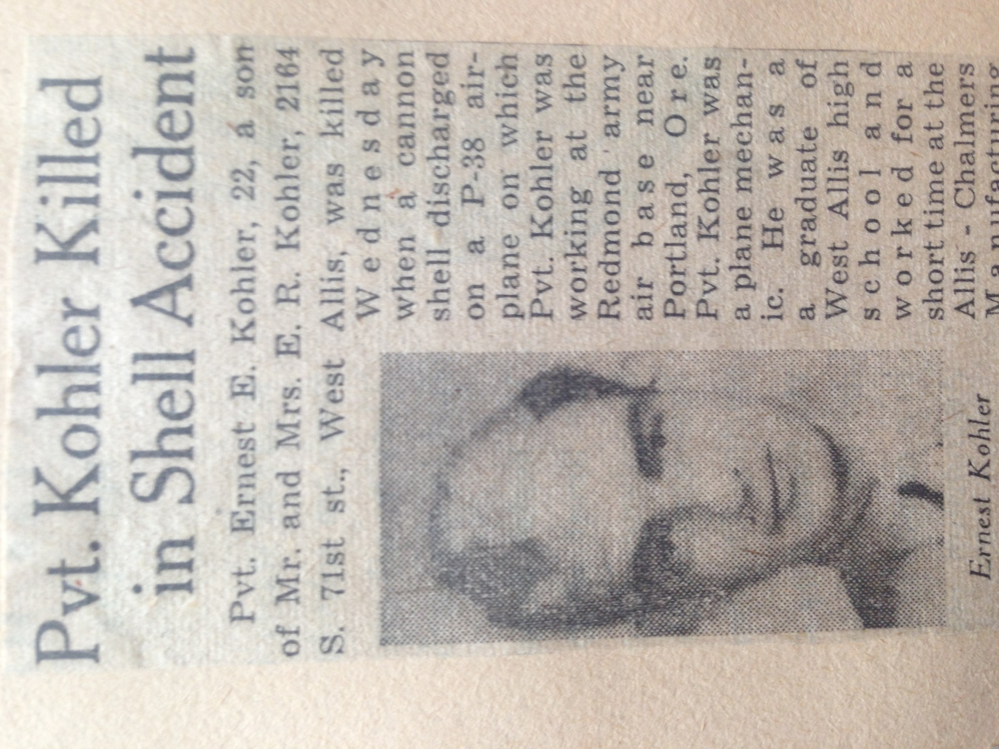 Pvt. Kohler Killed
in Shell Accident
Pvt. Ernest E. Kohler, 22, a son
of Mr. and Mrs. E. R. Kohler, 2164
S. 71st st., West Allis, was killed
Wednesday
when a cannon
shell discharged
on a P-38 air-
plane on which
Pvt. Kohler was
working at the
Redmond army
air base near
Portland, Ore.
Pvt. Kohler was
a plane mechan-
ic. He was a
a graduate of
West Allis high
school and
worked for a
short time at the
Allis - Chalmers
Manufacturing
Ernest Kohler